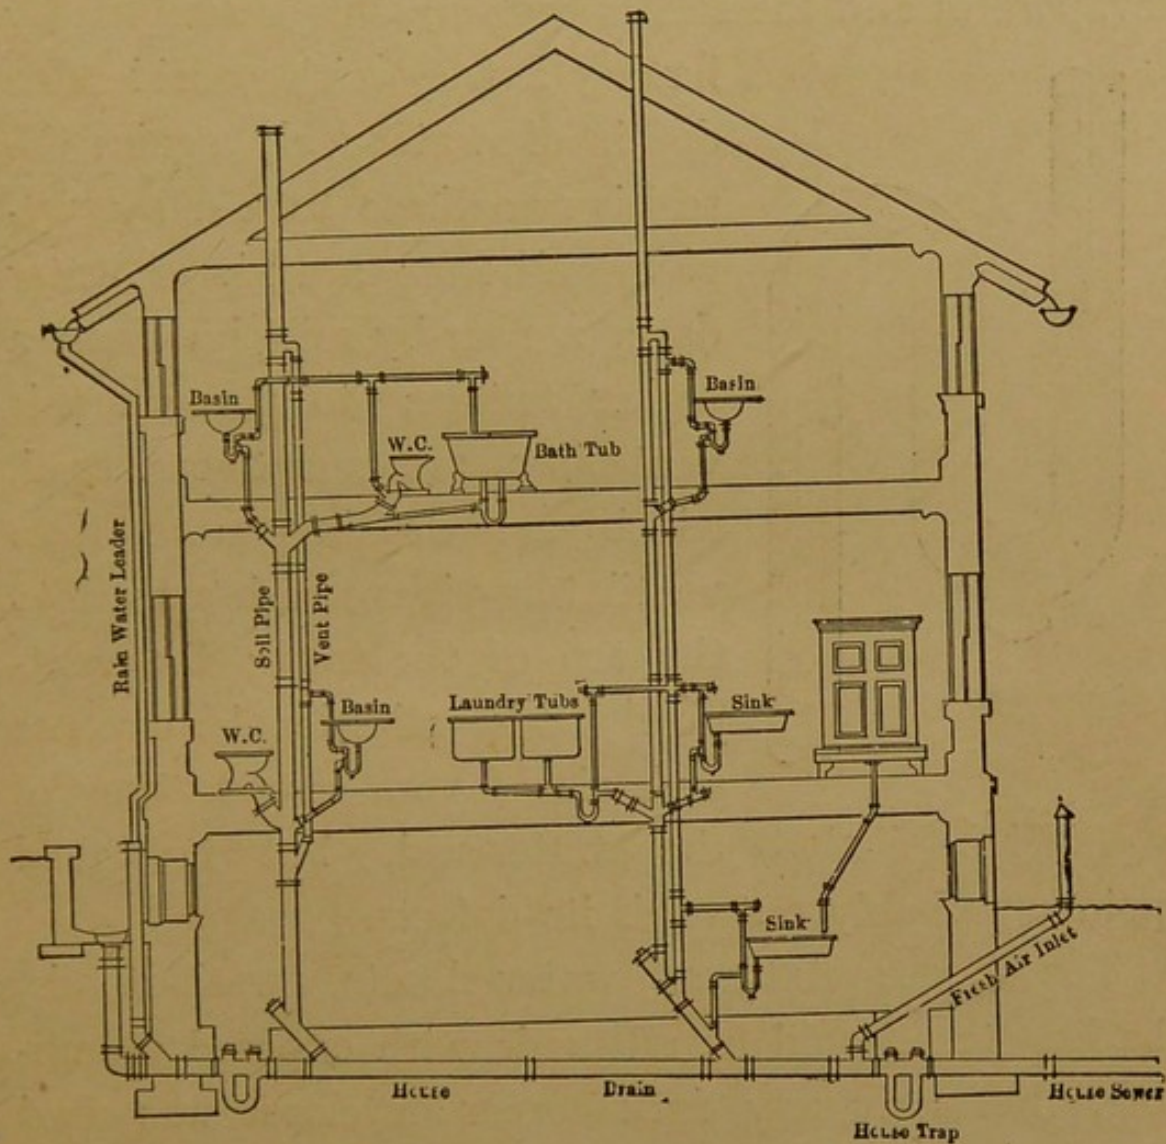 Basin
Basin
W.C.
Bath Tub
Rain Water Leader
Soil Pipe
Vent Pipe
Basin
Laundry Tubs
Sink
W.C.
Sink
Fresh Air Inlet
House
Drain
House Sewer
House Trap